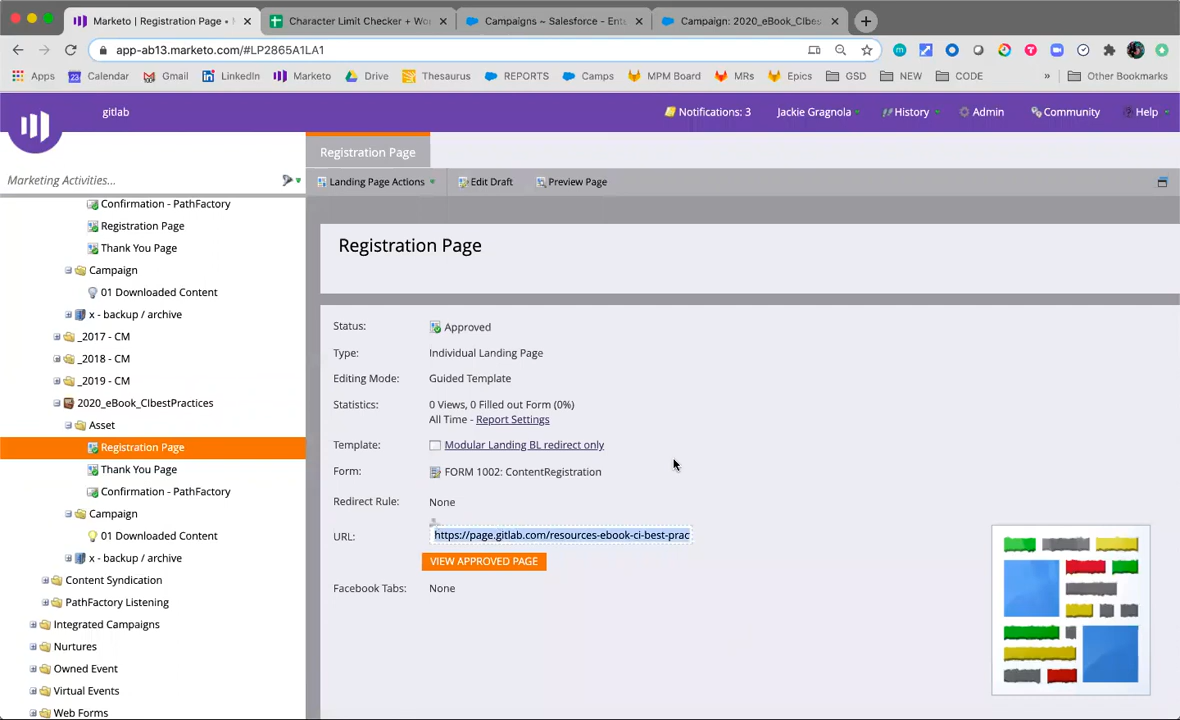 Marketo | Registration Page •
Character Limit Checker + Wo
Campaigns ~ Salesforce - Ente
Campaign: 2020_eBook_CIbes
app-ab13.marketo.com/#LP2865A1LA1
Apps
Calendar
Gmail
LinkedIn
Marketo
Drive
Thesaurus
REPORTS
Camps
MPM Board
MRs
Epics
GSD
NEW
CODE
»
Other Bookmarks
gitlab
Notifications: 3
Jackie Gragnola
History
Admin
Community
Help
Registration Page
Marketing Activities...
Landing Page Actions
Edit Draft
Preview Page
Confirmation - PathFactory
Registration Page
Thank You Page
Campaign
01 Downloaded Content
x - backup / archive
_2017 - CM
_2018 - CM
_2019 - CM
2020_eBook_CIbestPractices
Asset
Registration Page
Thank You Page
Confirmation - PathFactory
Campaign
01 Downloaded Content
x - backup / archive
Content Syndication
PathFactory Listening
Integrated Campaigns
Nurtures
Owned Event
Virtual Events
Web Forms
Registration Page
Status: Approved
Type: Individual Landing Page
Editing Mode: Guided Template
Statistics: 0 Views, 0 Filled out Form (0%)
All Time - Report Settings
Template: Modular Landing BL redirect only
Form: FORM 1002: ContentRegistration
Redirect Rule: None
URL: https://page.gitlab.com/resources-ebook-ci-best-prac
VIEW APPROVED PAGE
Facebook Tabs: None